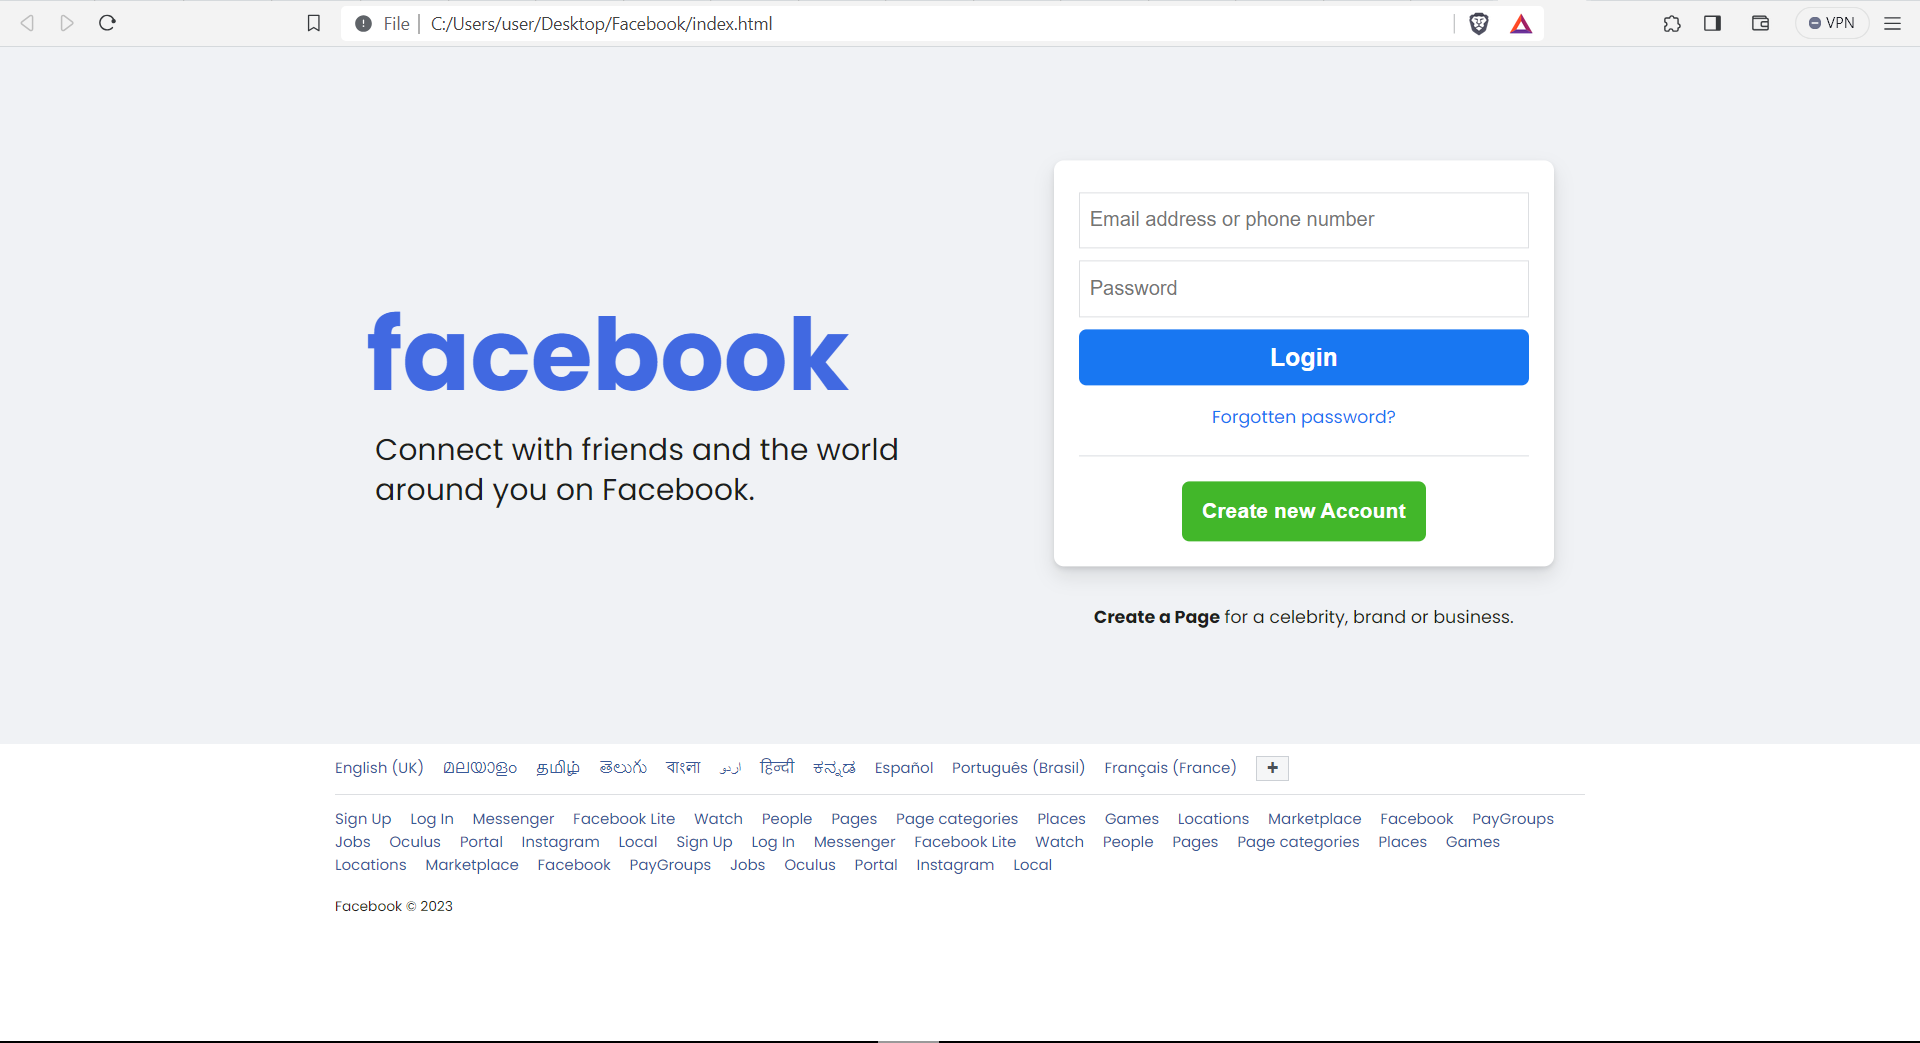 File | C:/Users/user/Desktop/Facebook/index.html
VPN
facebook
Connect with friends and the world
around you on Facebook.
Email address or phone number
Password
Login
Forgotten password?
Create new Account
Create a Page for a celebrity, brand or business.
English (UK) മലയാളം தமிழ் తెలుగు বাংলা اردو हिन्दी ಕನ್ನಡ Español Português (Brasil) Français (France) +
Sign Up Log In Messenger Facebook Lite Watch People Pages Page categories Places Games Locations Marketplace Facebook PayGroups
Jobs Oculus Portal Instagram Local Sign Up Log In Messenger Facebook Lite Watch People Pages Page categories Places Games
Locations Marketplace Facebook PayGroups Jobs Oculus Portal Instagram Local
Facebook © 2023